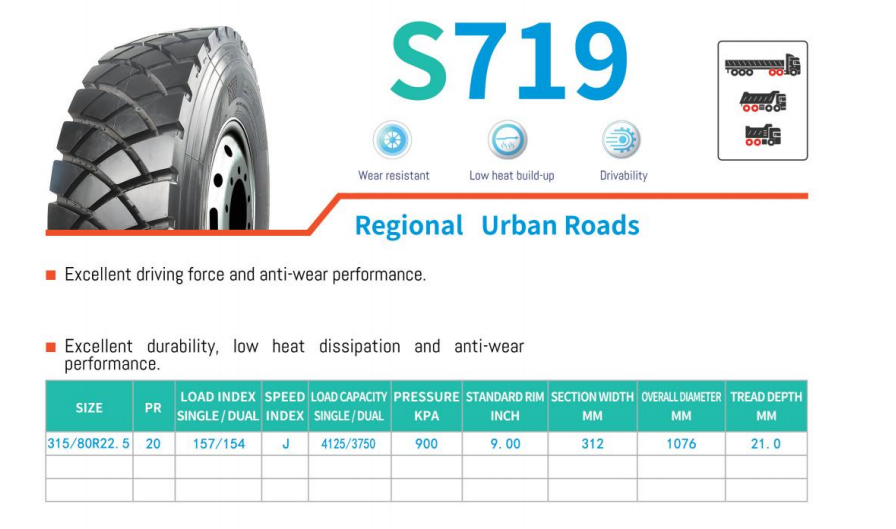 S719
Wear resistant
Low heat build-up
Drivability
Regional Urban Roads
Excellent driving force and anti-wear performance.
Excellent durability, low heat dissipation and anti-wear
performance.
SIZE
PR
LOAD INDEX
SINGLE / DUAL
SPEED
INDEX
LOAD CAPACITY
SINGLE / DUAL
PRESSURE
KPA
STANDARD RIM
INCH
SECTION WIDTH
MM
OVERALL DIAMETER
MM
TREAD DEPTH
MM
315/80R22.5 20 157/154 J 4125/3750 900 9.00 312 1076 21.0